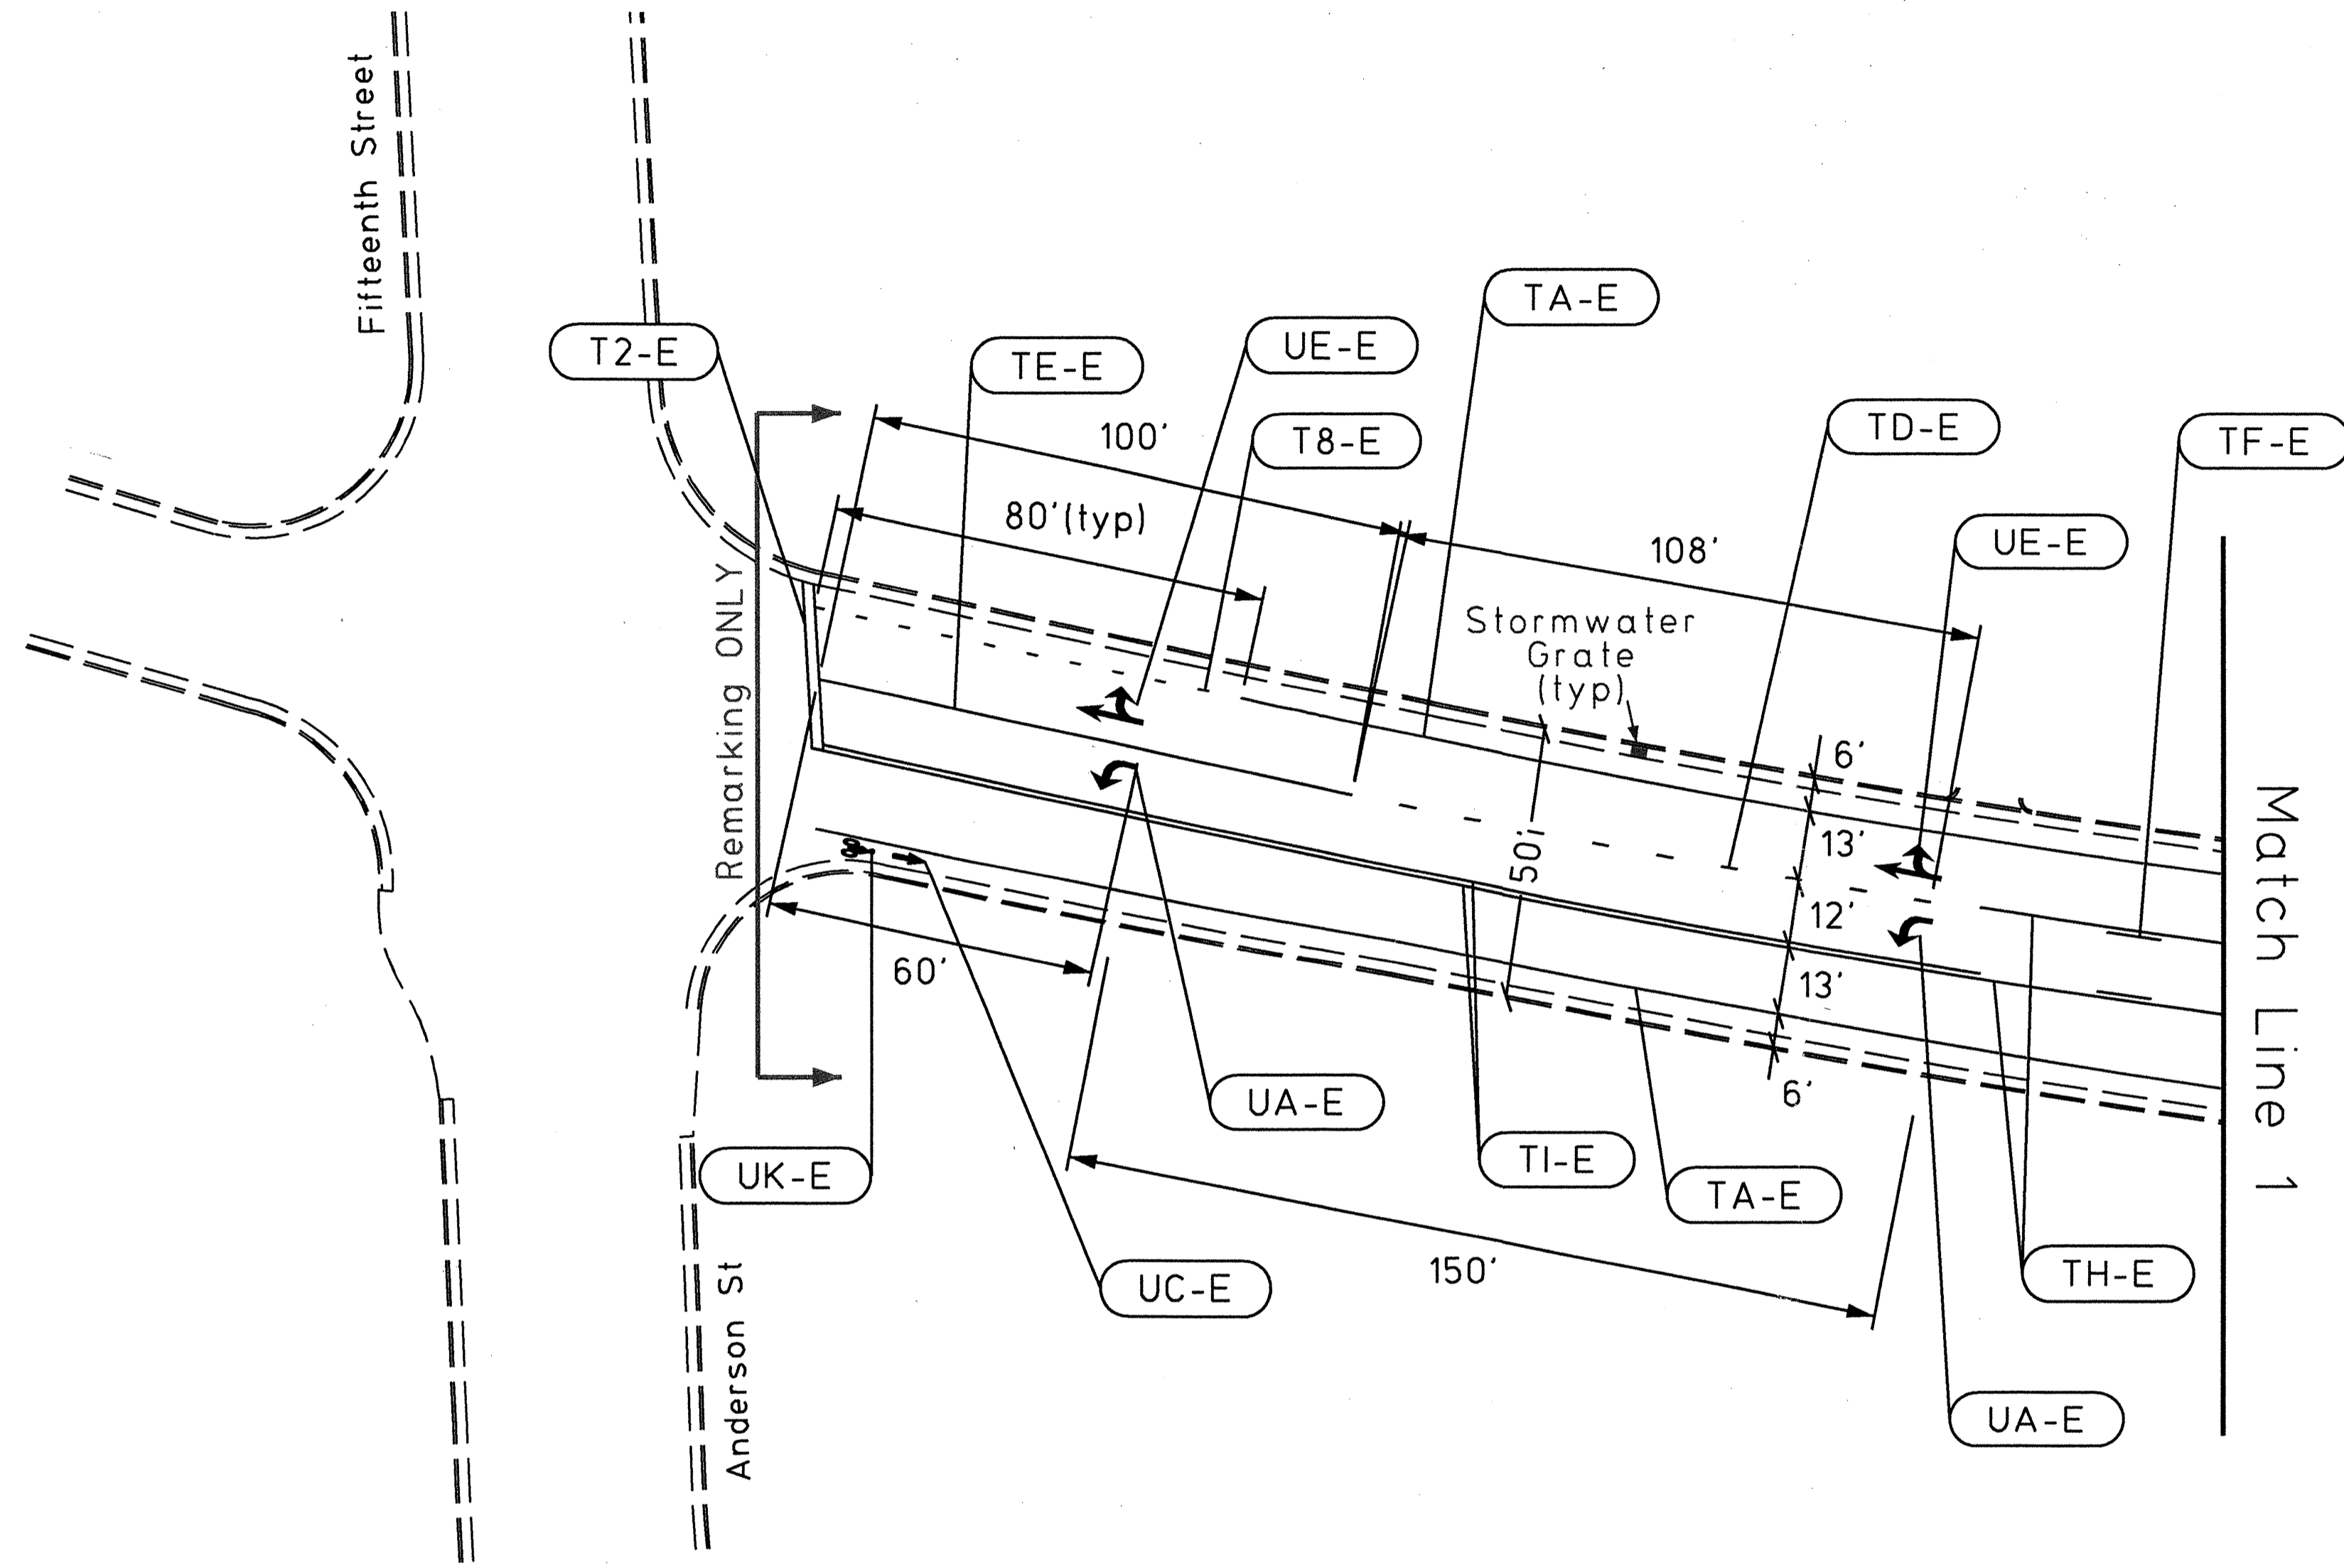 Fifteenth Street
T2-E
TE-E
UE-E
TA-E
T8-E
TD-E
TF-E
UE-E
100'
80'(typ)
108'
Stormwater
Grate
(typ)
Remarking ONLY
6'
13'
12'
13'
6'
60'
150'
UA-E
UK-E
UC-E
TI-E
TA-E
TH-E
UA-E
Anderson St
Match Line 1